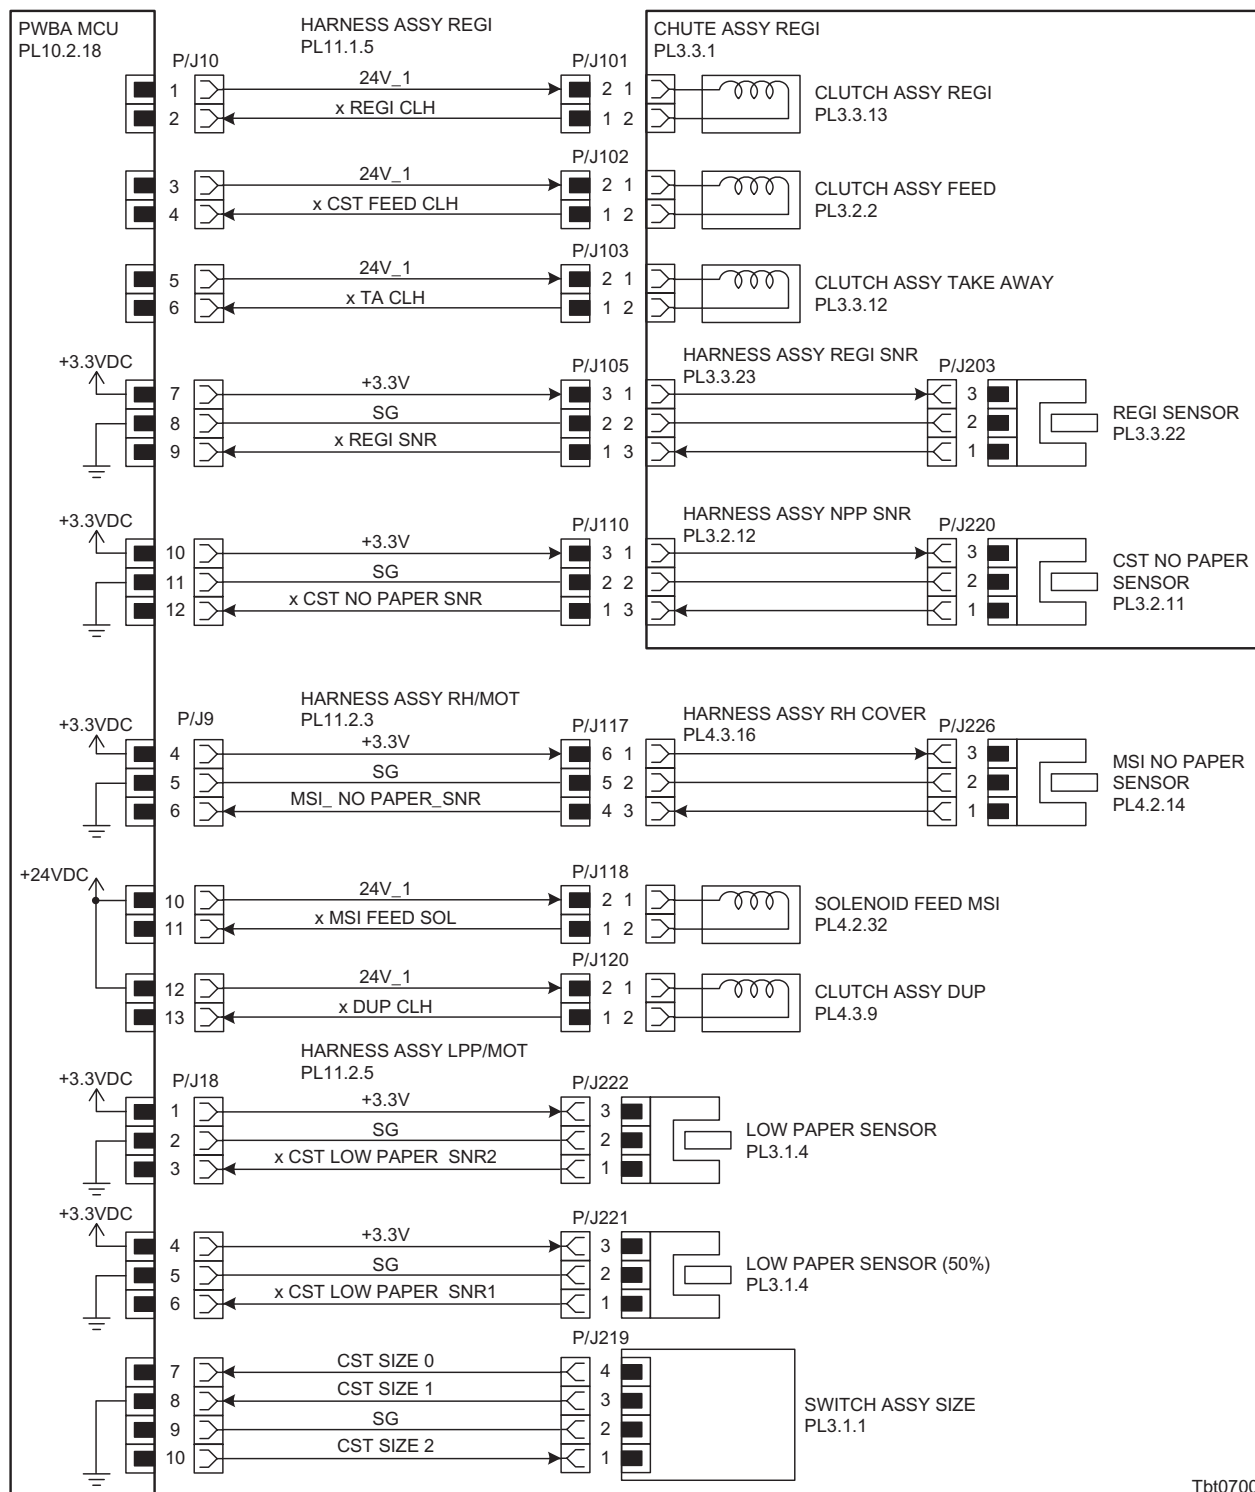 PWBA MCU
PL10.2.18
HARNESS ASSY REGI
PL11.1.5
CHUTE ASSY REGI
PL3.3.1
P/J10
P/J101
1 24V_1 2 1
2 x REGI CLH 1 2
CLUTCH ASSY REGI
PL3.3.13
P/J102
3 24V_1 2 1
4 x CST FEED CLH 1 2
CLUTCH ASSY FEED
PL3.2.2
P/J103
5 24V_1 2 1
6 x TA CLH 1 2
CLUTCH ASSY TAKE AWAY
PL3.3.12
+3.3VDC
P/J105
HARNESS ASSY REGI SNR
PL3.3.23
P/J203
7 +3.3V 3 1 3
8 SG 2 2 2
9 x REGI SNR 1 3 1
REGI SENSOR
PL3.3.22
+3.3VDC
P/J110
HARNESS ASSY NPP SNR
PL3.2.12
P/J220
10 +3.3V 3 1 3
11 SG 2 2 2
12 x CST NO PAPER SNR 1 3 1
CST NO PAPER
SENSOR
PL3.2.11
HARNESS ASSY RH/MOT
PL11.2.3
+3.3VDC
P/J9
P/J117
HARNESS ASSY RH COVER
PL4.3.16
P/J226
4 +3.3V 6 1 3
5 SG 5 2 2
6 MSI_ NO PAPER_SNR 4 3 1
MSI NO PAPER
SENSOR
PL4.2.14
+24VDC
P/J118
10 24V_1 2 1
11 x MSI FEED SOL 1 2
SOLENOID FEED MSI
PL4.2.32
P/J120
12 24V_1 2 1
13 x DUP CLH 1 2
CLUTCH ASSY DUP
PL4.3.9
HARNESS ASSY LPP/MOT
PL11.2.5
+3.3VDC
P/J18
P/J222
1 +3.3V 3
2 SG 2
3 x CST LOW PAPER SNR2 1
LOW PAPER SENSOR
PL3.1.4
+3.3VDC
P/J221
4 +3.3V 3
5 SG 2
6 x CST LOW PAPER SNR1 1
LOW PAPER SENSOR (50%)
PL3.1.4
P/J219
7 CST SIZE 0 4
8 CST SIZE 1 3
9 SG 2
10 CST SIZE 2 1
SWITCH ASSY SIZE
PL3.1.1
Tbt0700